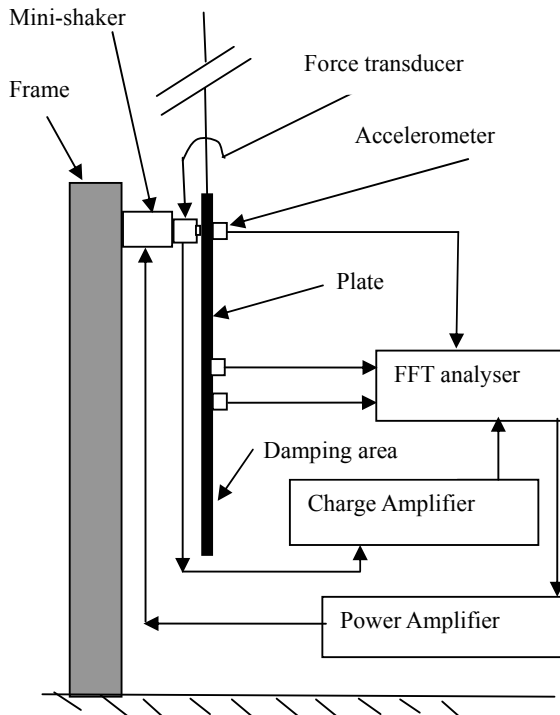 Mini-shaker
Force transducer
Frame
Accelerometer
Plate
FFT analyser
Damping area
Charge Amplifier
Power Amplifier